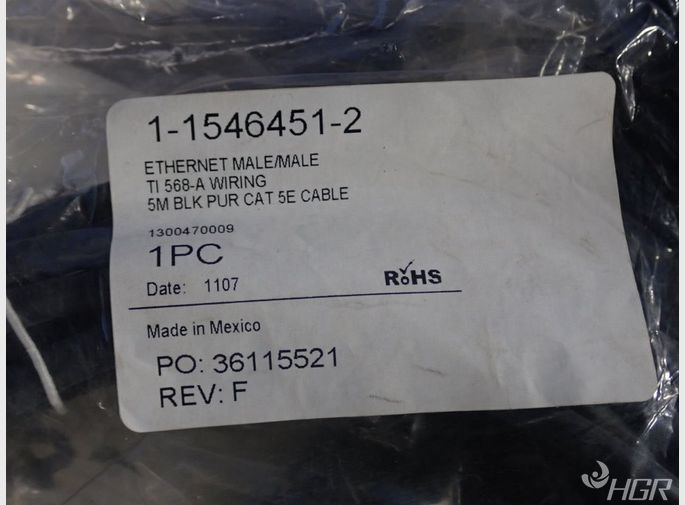 1-1546451-2
ETHERNET MALE/MALE
TI 568-A WIRING
5M BLK PUR CAT 5E CABLE
1300470009
1PC
Date: 1107
RoHS
Made in Mexico
PO: 36115521
REV: F
HGR